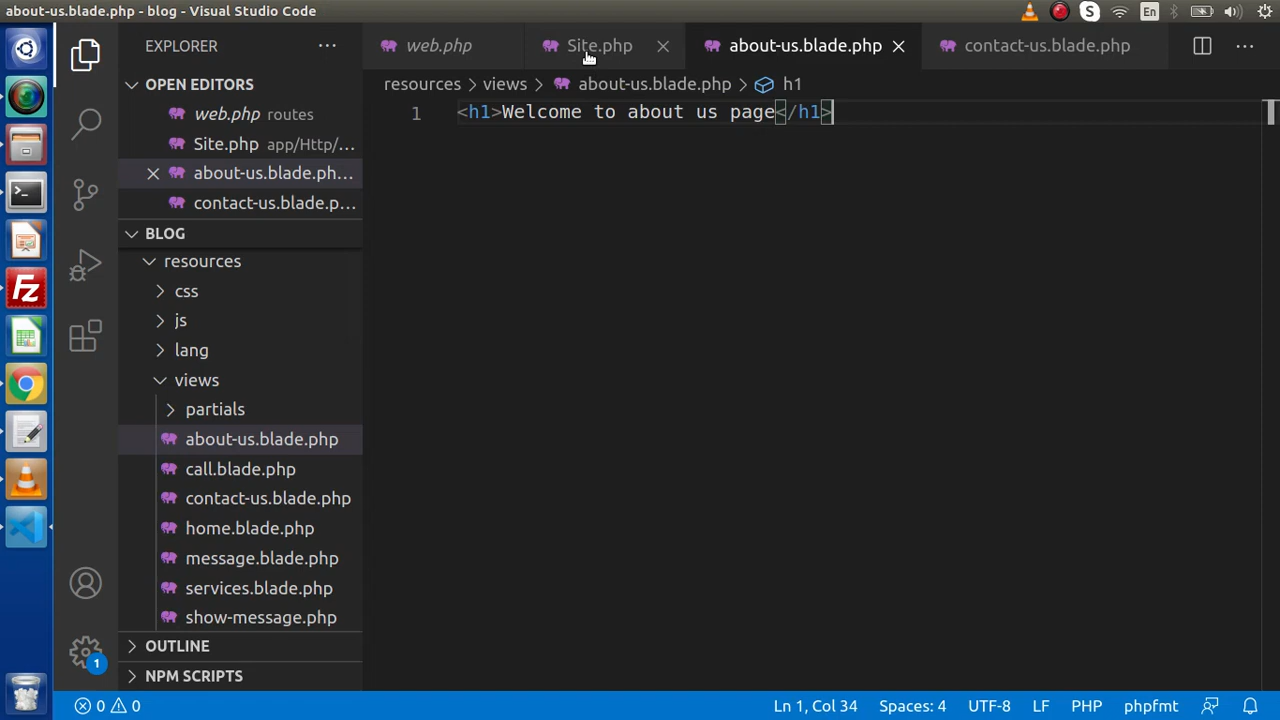 about-us.blade.php - blog - Visual Studio Code
S
En
EXPLORER
web.php
Site.php
about-us.blade.php
contact-us.blade.php
OPEN EDITORS
resources
views
about-us.blade.php
h1
web.php routes
Site.php app/Http/...
about-us.blade.ph...
contact-us.blade.p...
1
<h1>Welcome to about us page</h1>
BLOG
resources
css
js
lang
views
partials
about-us.blade.php
call.blade.php
contact-us.blade.php
home.blade.php
message.blade.php
services.blade.php
show-message.php
OUTLINE
NPM SCRIPTS
Fz
1
0
0
Ln 1, Col 34
Spaces: 4
UTF-8
LF
PHP
phpfmt